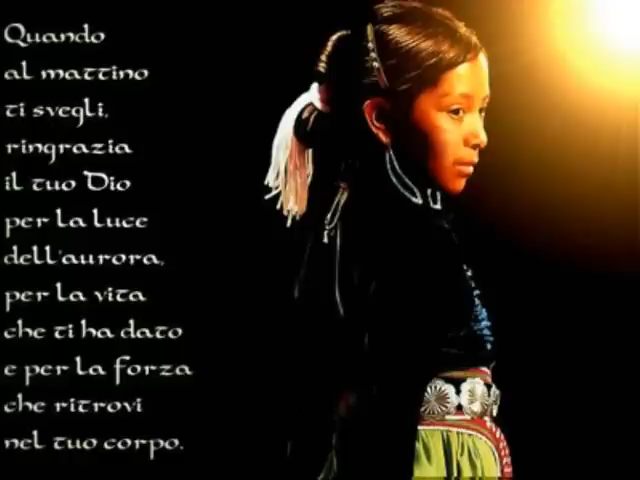 Quando
al mattino
ti svegli,
ringrazia
il tuo Dio
per la luce
dell'aurora,
per la vita
che ti ha dato
e per la forza
che ritrovi
nel tuo corpo.